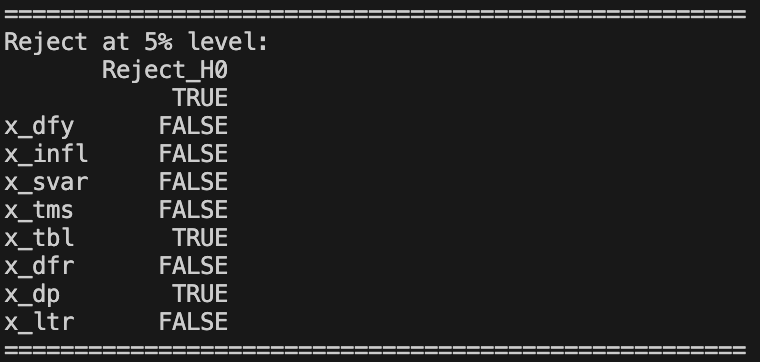 =====================================================
Reject at 5% level:
       Reject_H0
            TRUE
x_dfy      FALSE
x_infl     FALSE
x_svar     FALSE
x_tms      FALSE
x_tbl       TRUE
x_dfr      FALSE
x_dp        TRUE
x_ltr      FALSE
=====================================================